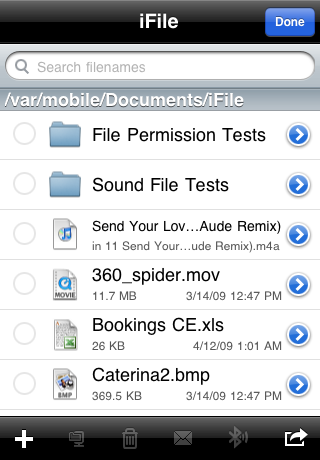 iFile
Done
Search filenames
/var/mobile/Documents/iFile
File Permission Tests
Sound File Tests
Send Your Lov…Aude Remix)
in 11 Send Your…ude Remix).m4a
360_spider.mov
MOVIE
11.7 MB 3/14/09 12:47 PM
Bookings CE.xls
26 KB 4/12/09 1:01 AM
Caterina2.bmp
BMP
369.5 KB 3/14/09 12:47 PM